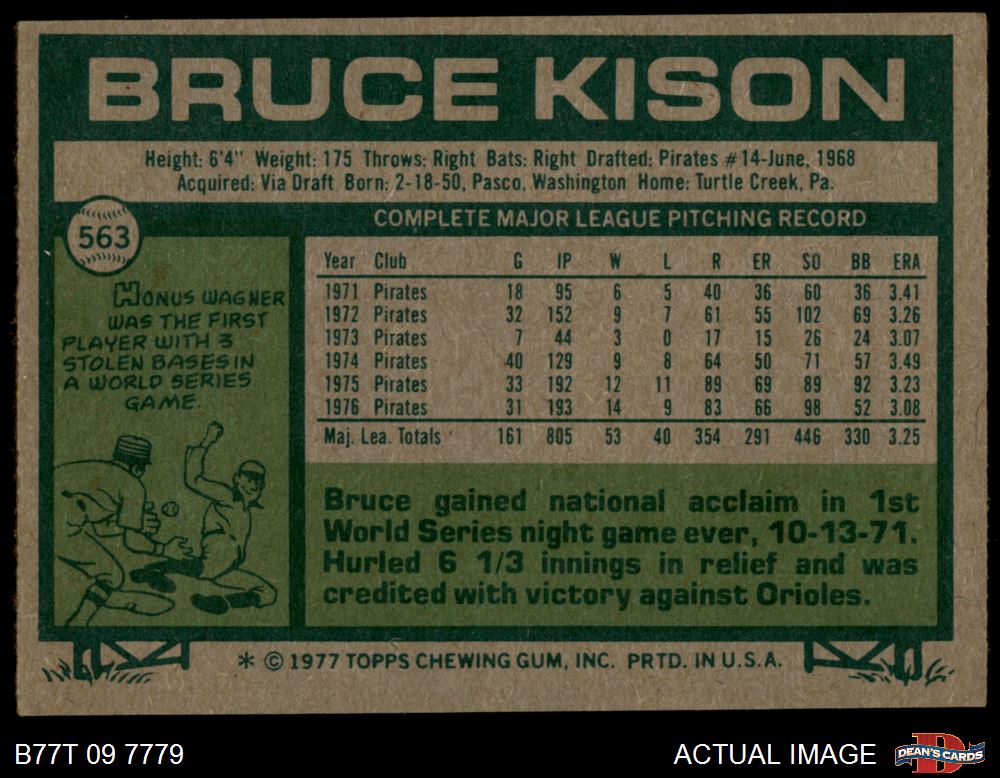 BRUCE KISON
Height: 6'4" Weight: 175 Throws: Right Bats: Right Drafted: Pirates #14-June, 1968
Acquired: Via Draft Born: 2-18-50, Pasco, Washington Home: Turtle Creek, Pa.
563
HONUS WAGNER
WAS THE FIRST
PLAYER WITH 3
STOLEN BASES IN
A WORLD SERIES
GAME.
COMPLETE MAJOR LEAGUE PITCHING RECORD
Year Club G IP W L R ER SO BB ERA
1971 Pirates 18 95 6 5 40 36 60 36 3.41
1972 Pirates 32 152 9 7 61 55 102 69 3.26
1973 Pirates 7 44 3 0 17 15 26 24 3.07
1974 Pirates 40 129 9 8 64 50 71 57 3.49
1975 Pirates 33 192 12 11 89 69 89 92 3.23
1976 Pirates 31 193 14 9 83 66 98 52 3.08
Maj. Lea. Totals 161 805 53 40 354 291 446 330 3.25
Bruce gained national acclaim in 1st
World Series night game ever, 10-13-71.
Hurled 6 1/3 innings in relief and was
credited with victory against Orioles.
* © 1977 TOPPS CHEWING GUM, INC. PRTD. IN U.S.A.
B77T 09 7779
ACTUAL IMAGE
D
DEAN'S CARDS